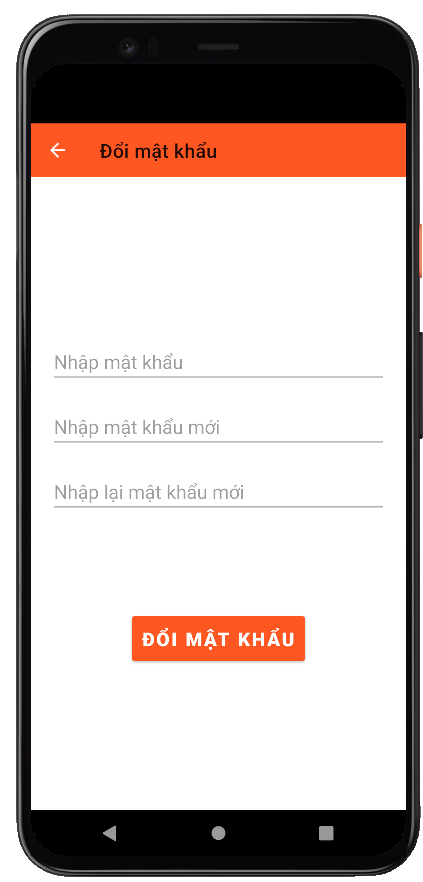 Đổi mật khẩu
Nhập mật khẩu
Nhập mật khẩu mới
Nhập lại mật khẩu mới
ĐỔI MẬT KHẨU